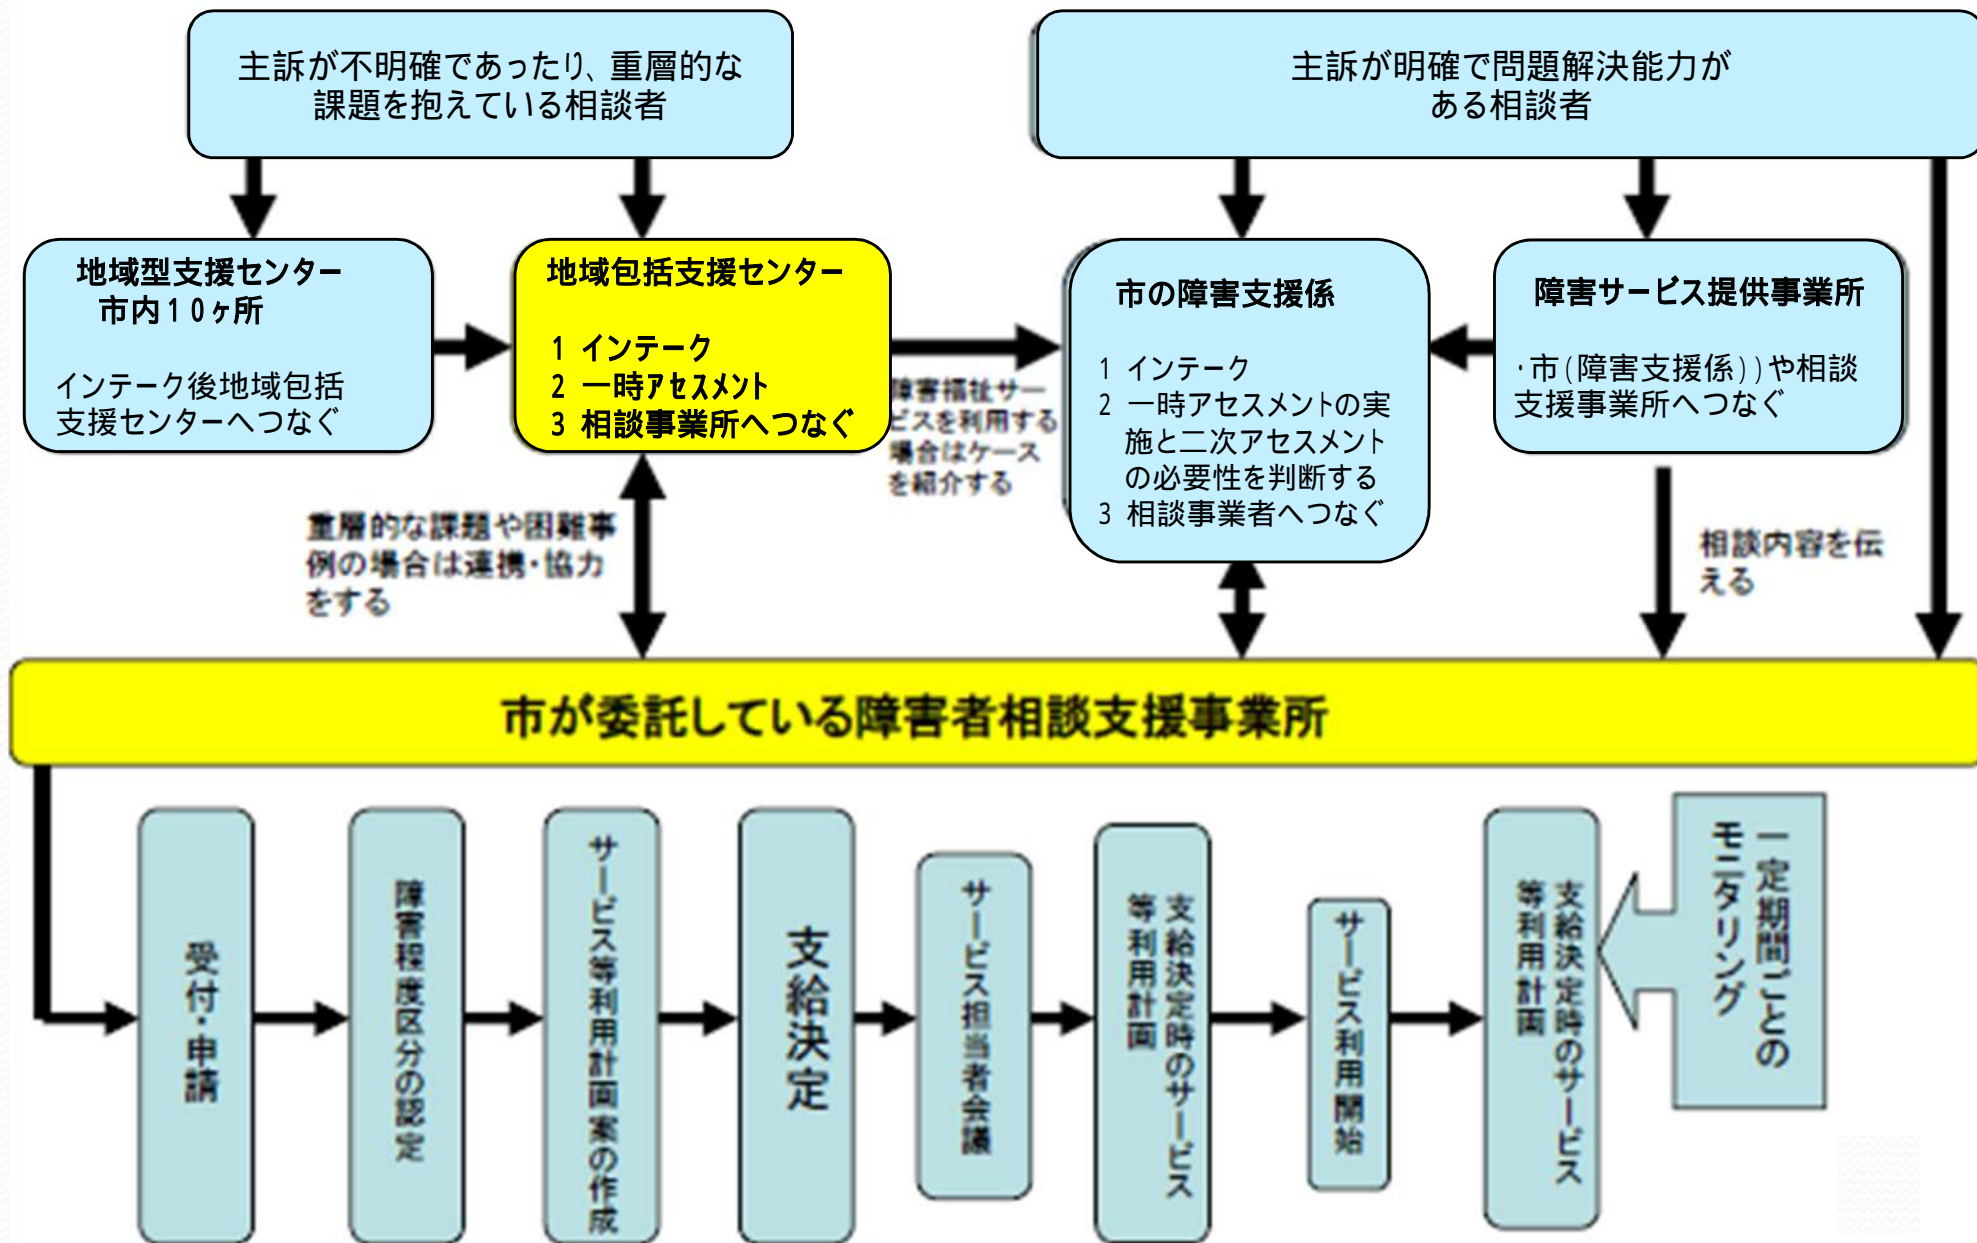 主訴が不明確であったり、重層的な
課題を抱えている相談者
主訴が明確で問題解決能力が
ある相談者
地域型支援センター
市内10ヶ所
インテーク後地域包括
支援センターへつなぐ
地域包括支援センター
1 インテーク
2 一時アセスメント
3 相談事業所へつなぐ
障害福祉サー
ビスを利用する
場合はケース
を紹介する
市の障害支援係
1 インテーク
2 一時アセスメントの実
施と二次アセスメント
の必要性を判断する
3 相談事業者へつなぐ
障害サービス提供事業所
・市(障害支援係))や相談
支援事業所へつなぐ
重層的な課題や困難事
例の場合は連携・協力
をする
相談内容を伝
える
市が委託している障害者相談支援事業所
受付・申請
障害程度区分の認定
サービス等利用計画案の作成
支給決定
サービス担当者会議
支給決定時のサービス
等利用計画
サービス利用開始
支給決定時のサービス
等利用計画
一定期間ごとの
モニタリング